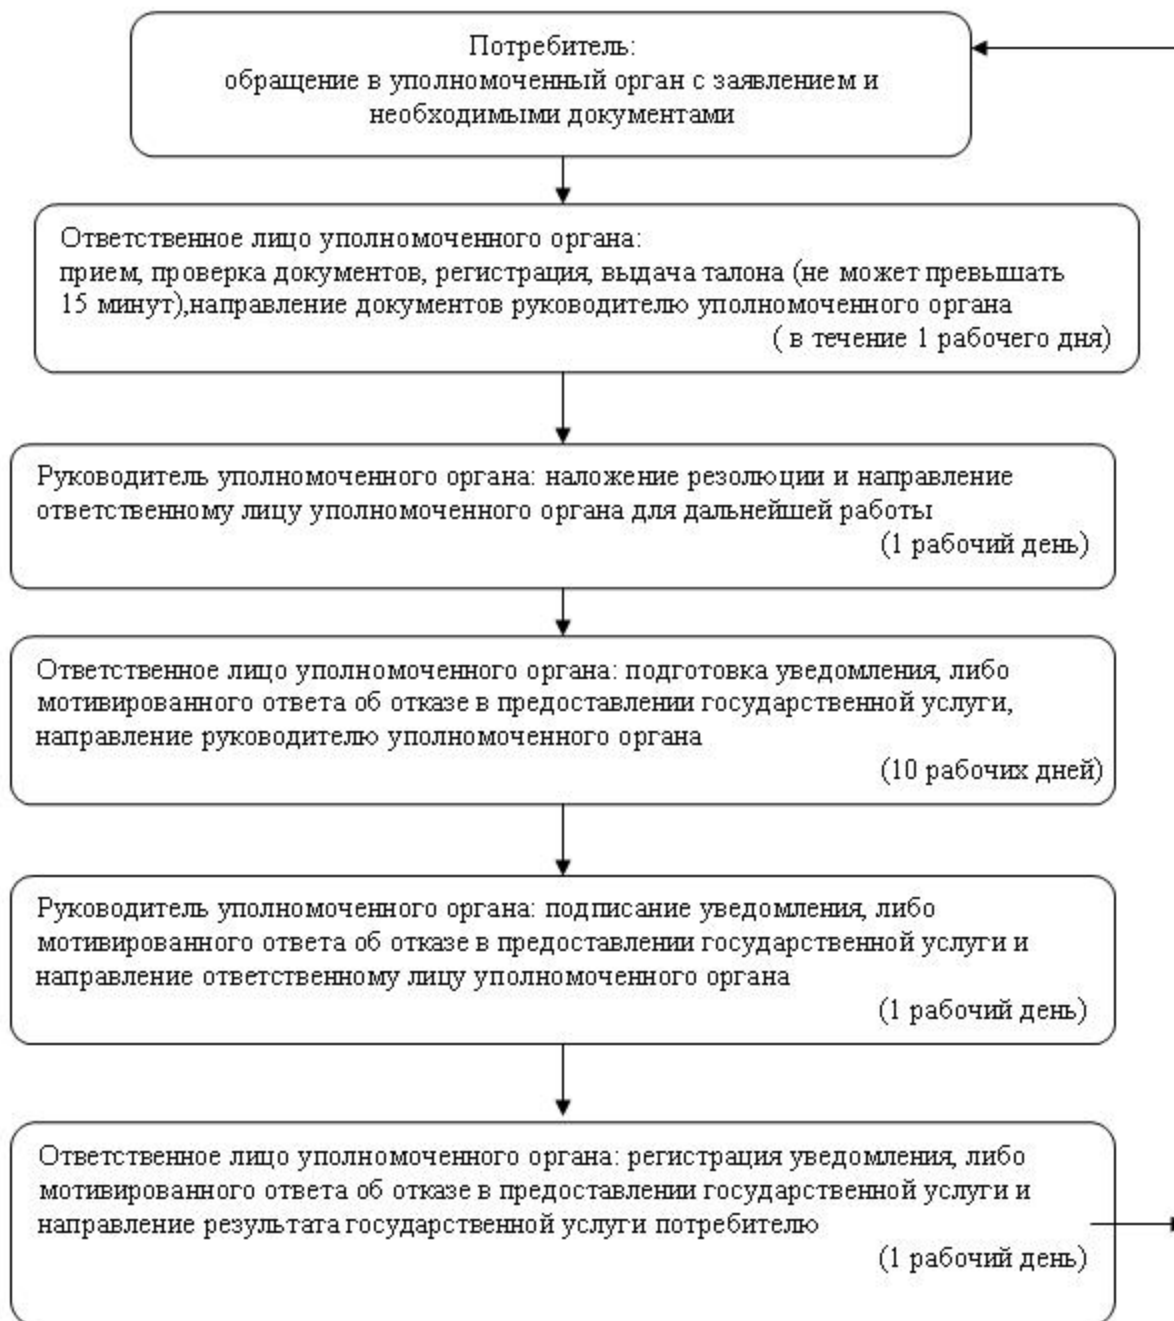 Потребитель:
обращение в уполномоченный орган с заявлением и
необходимыми документами
Ответственное лицо уполномоченного органа:
прием, проверка документов, регистрация, выдача талона (не может превышать
15 минут),направление документов руководителю уполномоченного органа
( в течение 1 рабочего дня)
Руководитель уполномоченного органа: наложение резолюции и направление
ответственному лицу уполномоченного органа для дальнейшей работы
(1 рабочий день)
Ответственное лицо уполномоченного органа: подготовка уведомления, либо
мотивированного ответа об отказе в предоставлении государственной услуги,
направление руководителю уполномоченного органа
(10 рабочих дней)
Руководитель уполномоченного органа: подписание уведомления, либо
мотивированного ответа об отказе в предоставлении государственной услуги и
направление ответственному лицу уполномоченного органа
(1 рабочий день)
Ответственное лицо уполномоченного органа: регистрация уведомления, либо
мотивированного ответа об отказе в предоставлении государственной услуги и
направление результата государственной услуги потребителю
(1 рабочий день)